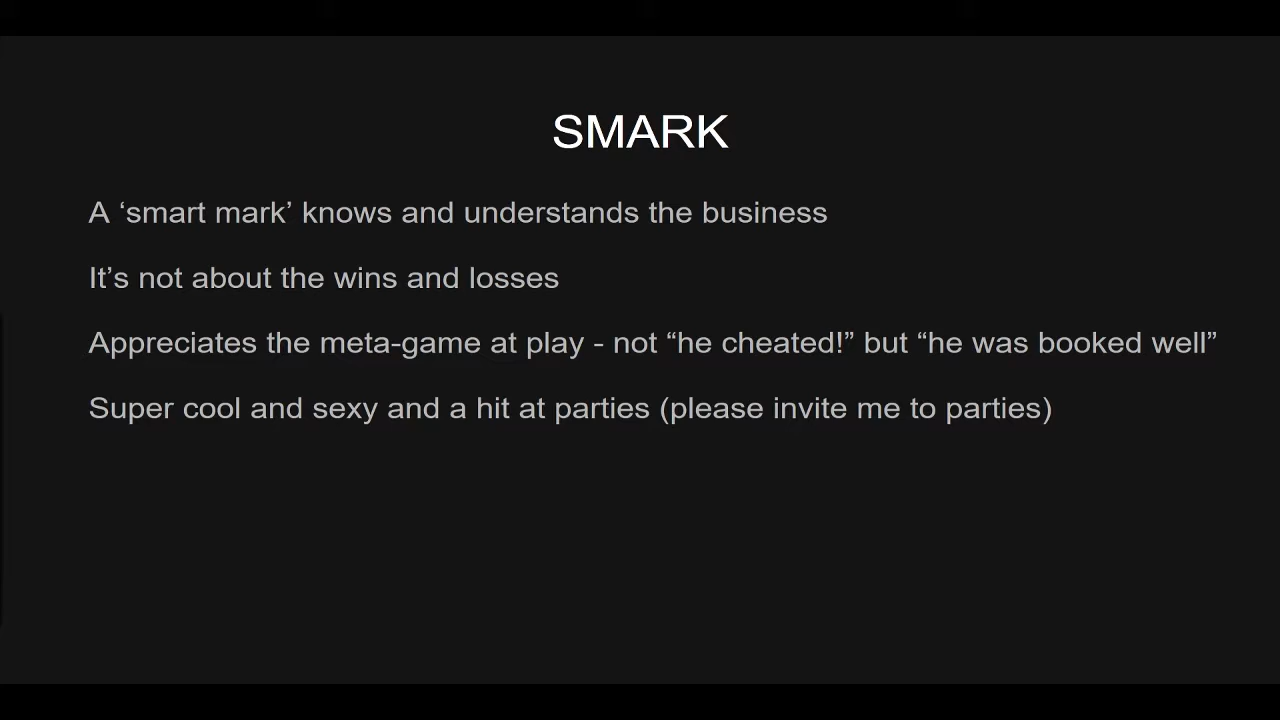 SMARK
A ‘smart mark’ knows and understands the business
It’s not about the wins and losses
Appreciates the meta-game at play - not “he cheated!” but “he was booked well”
Super cool and sexy and a hit at parties (please invite me to parties)